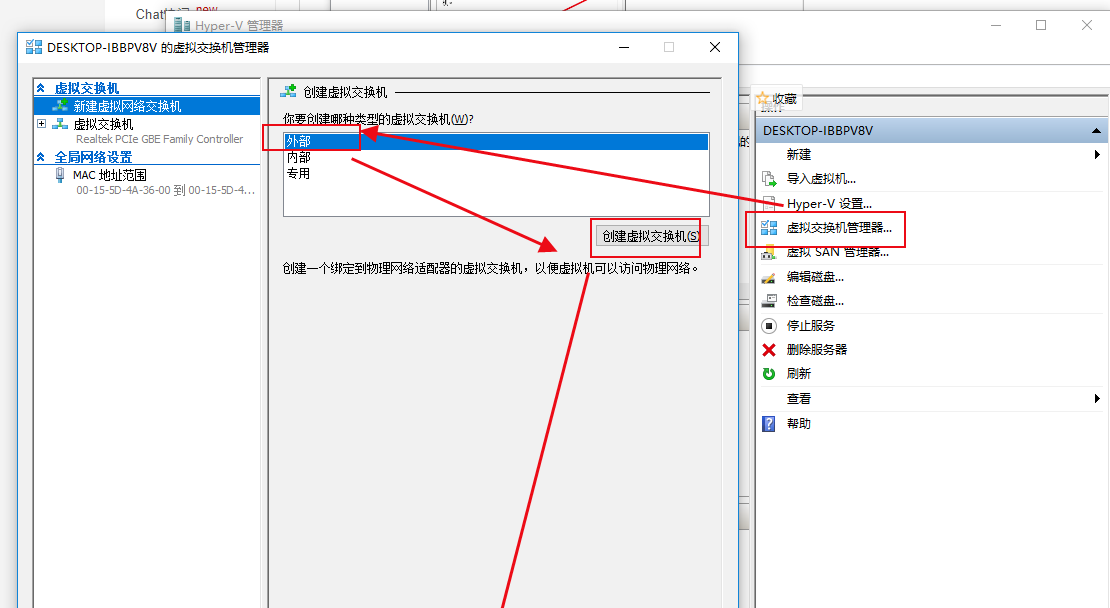 Chat
new
Hyper-V 管理器
DESKTOP-IBBPV8V 的虚拟交换机管理器
虚拟交换机
新建虚拟网络交换机
虚拟交换机
Realtek PCIe GBE Family Controller
全局网络设置
MAC 地址范围
00-15-5D-4A-36-00 到 00-15-5D-4...
创建虚拟交换机
你要创建哪种类型的虚拟交换机(W)?
外部
内部
专用
创建虚拟交换机(S)
创建一个绑定到物理网络适配器的虚拟交换机，以便虚拟机可以访问物理网络。
的
收藏
操作
DESKTOP-IBBPV8V
新建
导入虚拟机...
Hyper-V 设置...
虚拟交换机管理器...
虚拟 SAN 管理器...
编辑磁盘...
检查磁盘...
停止服务
删除服务器
刷新
查看
帮助